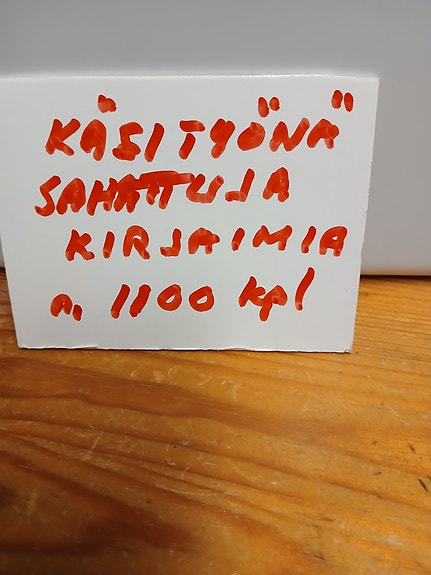 KÄSITYÖNÄ
SAHATTUJA
KIRJAIMIA
a. 1100 kpl